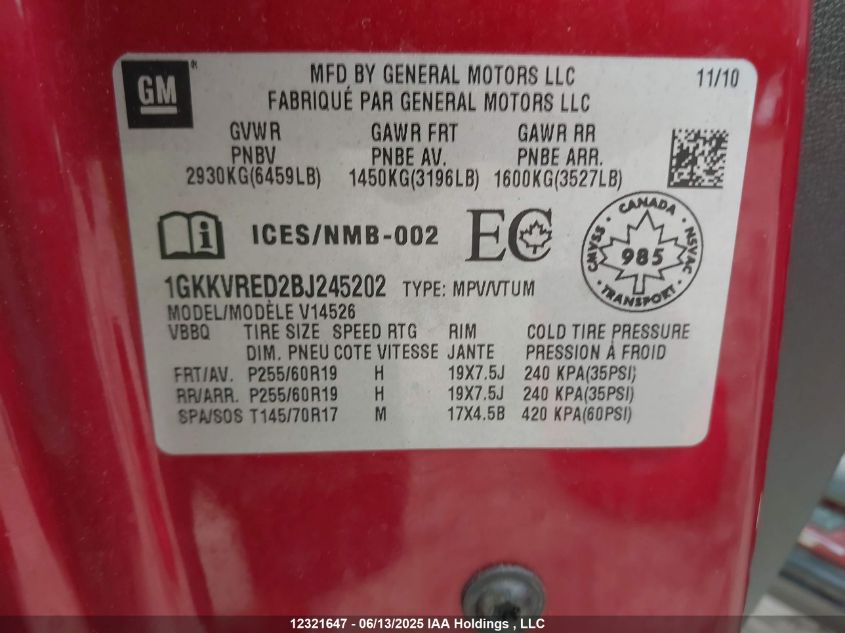 GM
MFD BY GENERAL MOTORS LLC 11/10
FABRIQUÉ PAR GENERAL MOTORS LLC
GVWR GAWR FRT GAWR RR
PNBV PNBE AV. PNBE ARR.
2930KG(6459LB) 1450KG(3196LB) 1600KG(3527LB)
i ICES/NMB-002 EC
CANADA CMVSS 985 NSVAC TRANSPORT
1GKKVRED2BJ245202 TYPE: MPV/VTUM
MODEL/MODÈLE V14526
VBBQ TIRE SIZE SPEED RTG RIM COLD TIRE PRESSURE
DIM. PNEU COTE VITESSE JANTE PRESSION À FROID
FRT/AV. P255/60R19 H 19X7.5J 240 KPA(35PSI)
RR/ARR. P255/60R19 H 19X7.5J 240 KPA(35PSI)
SPA/SOS T145/70R17 M 17X4.5B 420 KPA(60PSI)
12321647 - 06/13/2025 IAA Holdings , LLC